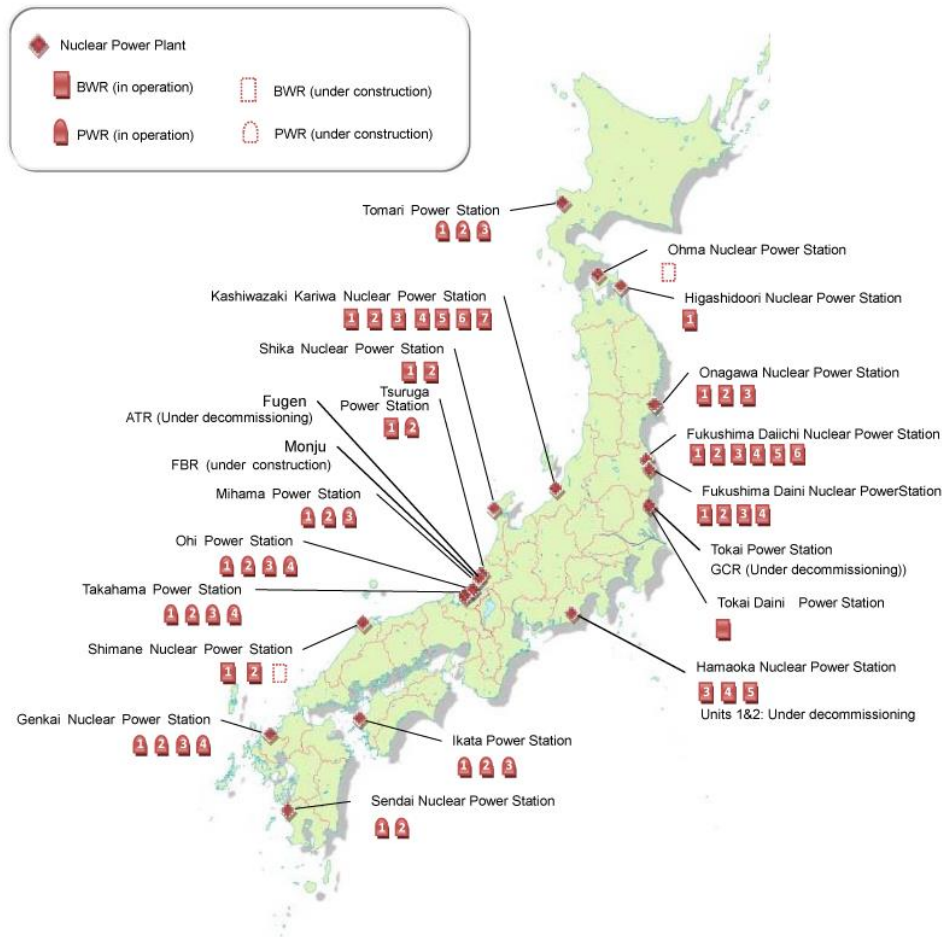 Nuclear Power Plant
BWR (in operation)
BWR (under construction)
PWR (in operation)
PWR (under construction)
Tomari Power Station
1 2 3
Ohma Nuclear Power Station
Higashidoori Nuclear Power Station
1
Kashiwazaki Kariwa Nuclear Power Station
1 2 3 4 5 6 7
Shika Nuclear Power Station
1 2
Tsuruga
Power Station
1 2
Fugen
ATR (Under decommissioning)
Monju
FBR (under construction)
Mihama Power Station
1 2 3
Ohi Power Station
1 2 3 4
Takahama Power Station
1 2 3 4
Shimane Nuclear Power Station
1 2
Genkai Nuclear Power Station
1 2 3 4
Onagawa Nuclear Power Station
1 2 3
Fukushima Daiichi Nuclear Power Station
1 2 3 4 5 6
Fukushima Daini Nuclear PowerStation
1 2 3 4
Tokai Power Station
GCR (Under decommissioning))
Tokai Daini Power Station
Hamaoka Nuclear Power Station
3 4 5
Units 1&2: Under decommissioning
Ikata Power Station
1 2 3
Sendai Nuclear Power Station
1 2